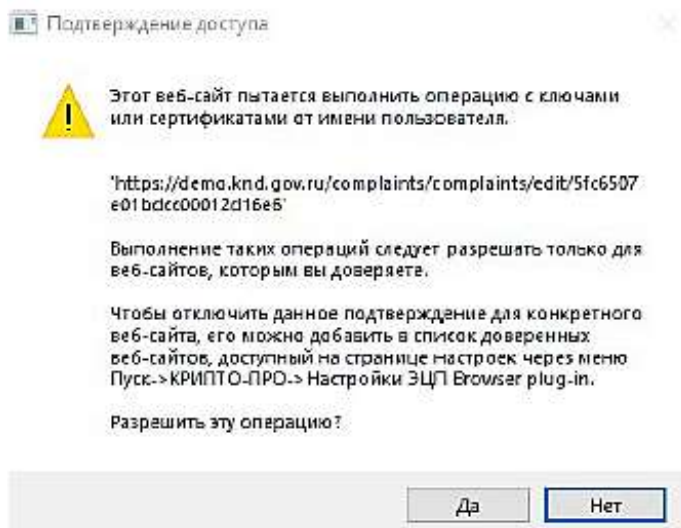 Подтверждение доступа
Этот веб-сайт пытается выполнить операцию с ключами
или сертификатами от имени пользователя.
'https://demo.knd.gov.ru/complaints/complaints/edit/5fc6507
e01bdcc00012d16e6'
Выполнение таких операций следует разрешать только для
веб-сайтов, которым вы доверяете.
Чтобы отключить данное подтверждение для конкретного
веб-сайта, его можно добавить в список доверенных
веб-сайтов, доступный на странице настроек через меню
Пуск->КРИПТО-ПРО-> Настройки ЭЦП Browser plug-in.
Разрешить эту операцию?
Да
Нет